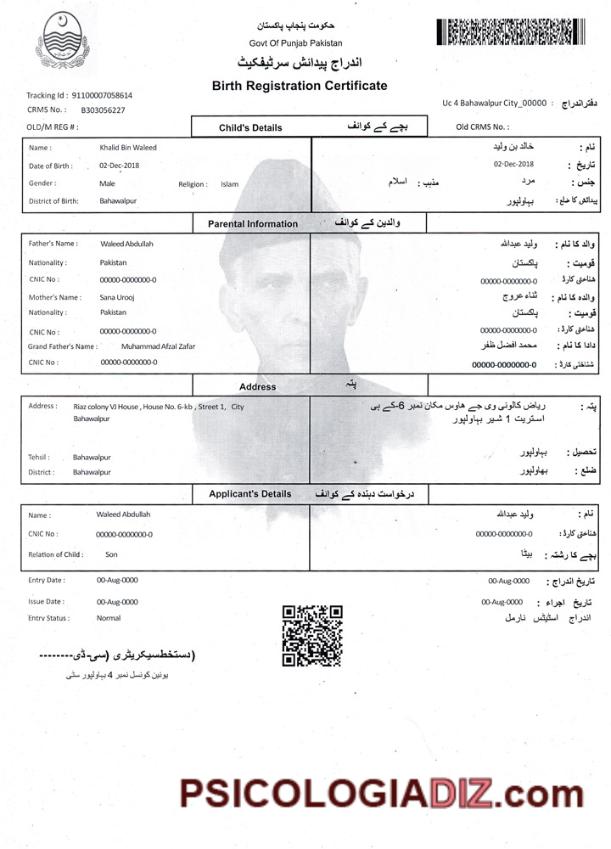 حکومت پنجاپ پاکستان
Govt Of Punjab Pakistan
اندراج پیدائش سرٹیفکیٹ
Birth Registration Certificate
Tracking Id : 91100007058614
CRMS No. : B303056227
Uc 4 Bahawalpur City_00000 : دفتراندراج
OLD/M REG # :
Child's Details بچے کے کوائف
Old CRMS No. :
Name : Khalid Bin Waleed خالد بن ولید نام :
Date of Birth : 02-Dec-2018 02-Dec-2018 تاریخ :
Gender : Male Religion : Islam مذہب : اسلام جنس : مرد
District of Birth: Bahawalpur بہاولپور پیدائش کا ضلع :
Parental Information والدین کے کوائف
Father's Name : Waleed Abdullah ولید عبدالله والد کا نام :
Nationality : Pakistan پاکستان قومیت :
CNIC No : 00000-0000000-0 00000-0000000-0 شناختی کارڈ :
Mother's Name : Sana Urooj ثناء عروج والدہ کا نام :
Nationality : Pakistan پاکستان قومیت :
CNIC No : 00000-0000000-0 00000-0000000-0 شناختی کارڈ :
Grand Father's Name : Muhammad Afzal Zafar محمد افضل ظفر دادا کا نام :
CNIC No : 00000-0000000-0 00000-0000000-0 شناختی کارڈ :
Address پتہ
Address : Riaz colony VJ House , House No. 6-kb , Street 1, City
Bahawalpur
پتہ : ریاض کالونی وی جے ھاوس مکان نمبر 6-کے بی
استریت 1 شیر بہاولپور
Tehsil : Bahawalpur بہاولپور تحصیل :
District : Bahawalpur بھاولپور ضلع :
Applicant's Details درخواست دہندہ کے کوائف
Name : Waleed Abdullah ولید عبدالله نام :
CNIC No : 00000-0000000-0 00000-0000000-0 شناختی کارڈ :
Relation of Child : Son بیٹا بچے کا رشتہ :
Entry Date : 00-Aug-0000 00-Aug-0000 تاریخ اندراج :
Issue Date : 00-Aug-0000 00-Aug-0000 تاریخ اجراء :
Entry Status : Normal اندراج اسٹیٹس نارمل
(دستخطسیکریٹری (سی-ڈی--------
یونین کونسل نمبر 4 بہاولپور سٹی
PSICOLOGIADIZ.com